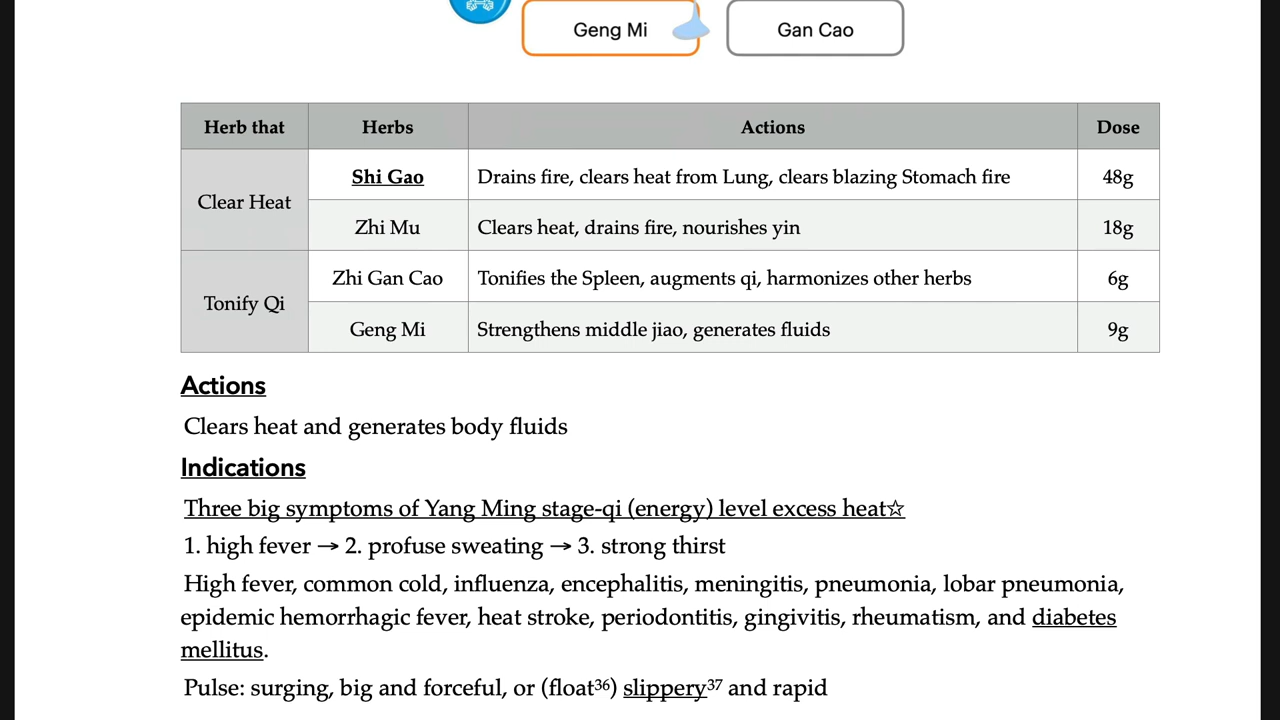 Geng Mi Gan Cao
Herb that Herbs Actions Dose
Clear Heat
Shi Gao Drains fire, clears heat from Lung, clears blazing Stomach fire 48g
Zhi Mu Clears heat, drains fire, nourishes yin 18g
Tonify Qi
Zhi Gan Cao Tonifies the Spleen, augments qi, harmonizes other herbs 6g
Geng Mi Strengthens middle jiao, generates fluids 9g
Actions
Clears heat and generates body fluids
Indications
Three big symptoms of Yang Ming stage-qi (energy) level excess heat☆
1. high fever → 2. profuse sweating → 3. strong thirst
High fever, common cold, influenza, encephalitis, meningitis, pneumonia, lobar pneumonia,
epidemic hemorrhagic fever, heat stroke, periodontitis, gingivitis, rheumatism, and diabetes
mellitus.
Pulse: surging, big and forceful, or (float³⁶) slippery³⁷ and rapid